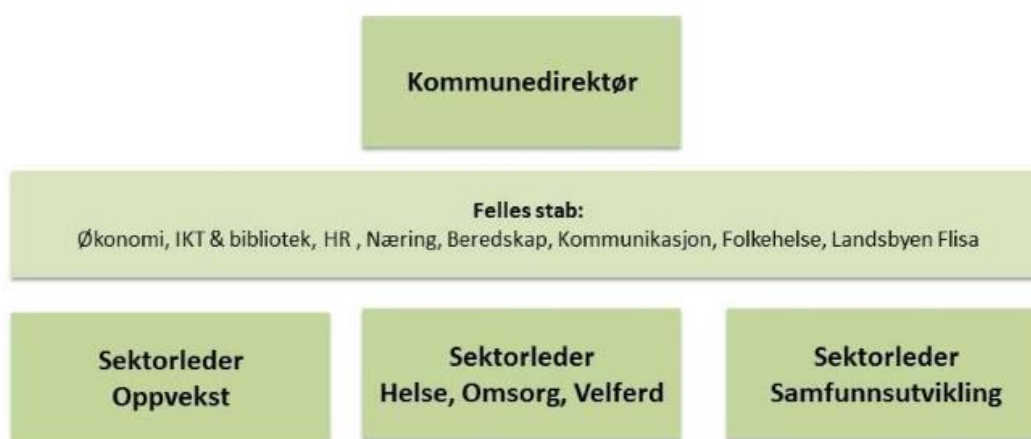 Kommunedirektør
Felles stab:
Økonomi, IKT & bibliotek, HR , Næring, Beredskap, Kommunikasjon, Folkehelse, Landsbyen Flisa
Sektorleder
Oppvekst
Sektorleder
Helse, Omsorg, Velferd
Sektorleder
Samfunnsutvikling